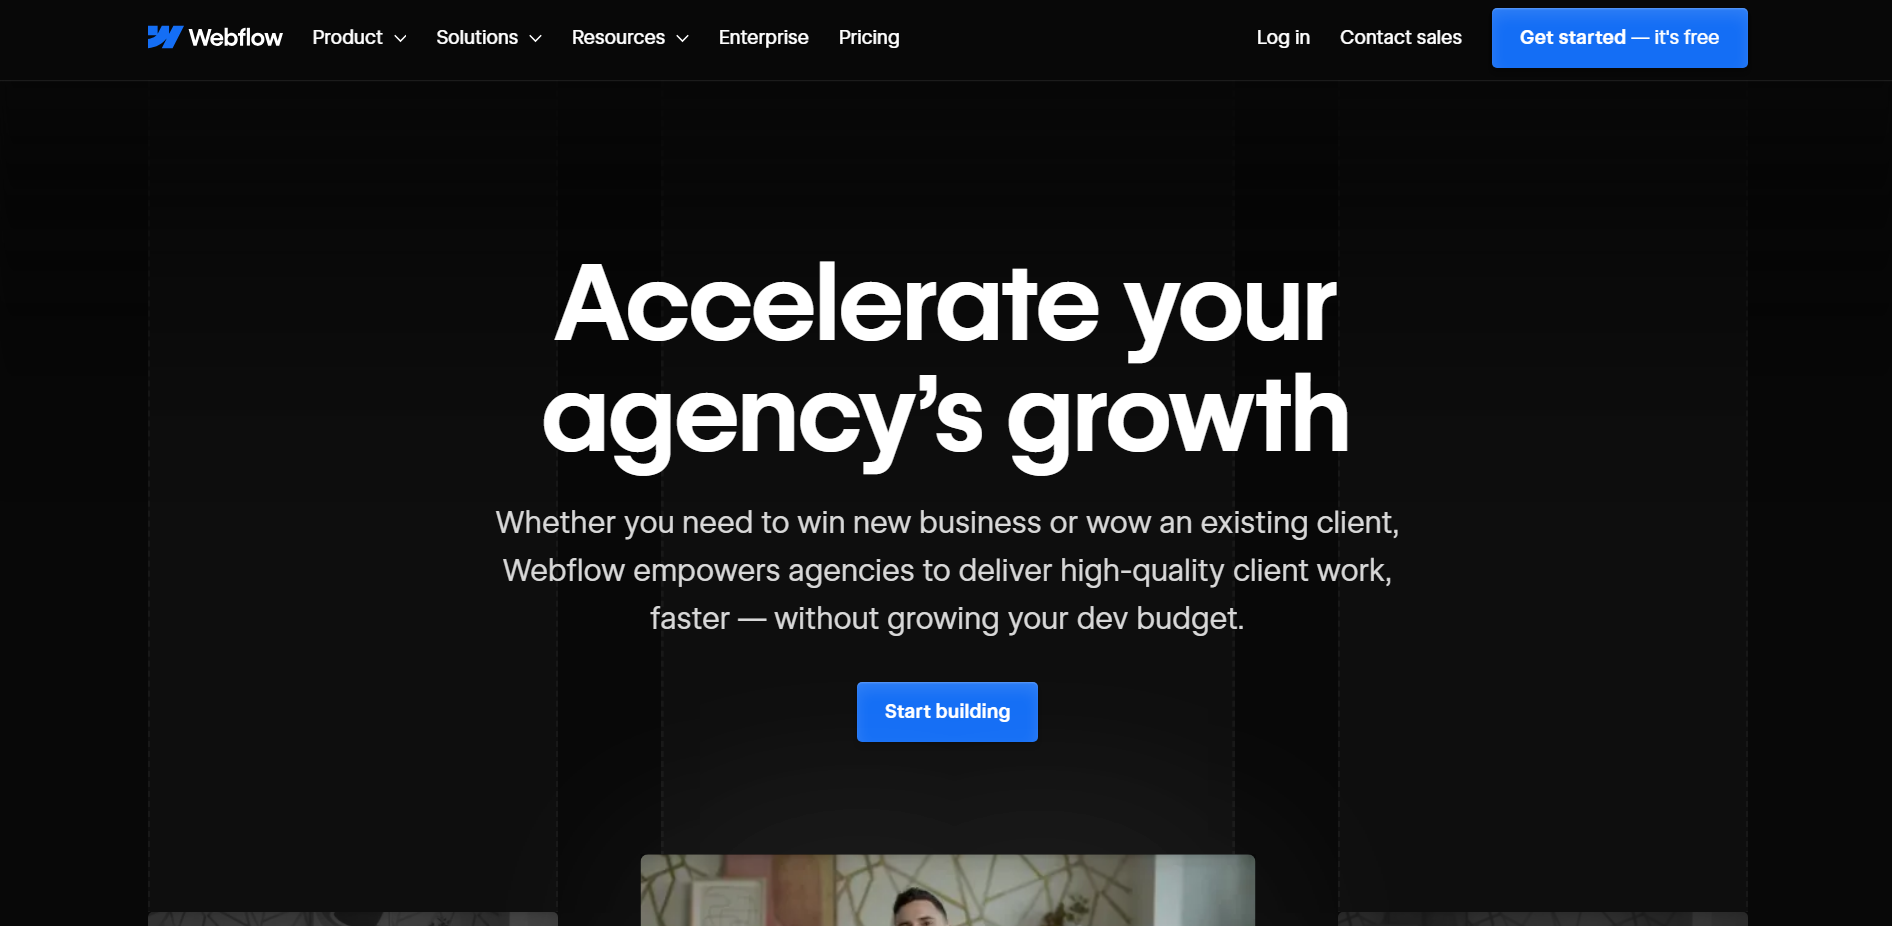 Webflow Product Solutions Resources Enterprise Pricing Log in Contact sales Get started — it's free
Accelerate your
agency’s growth
Whether you need to win new business or wow an existing client,
Webflow empowers agencies to deliver high-quality client work,
faster — without growing your dev budget.
Start building